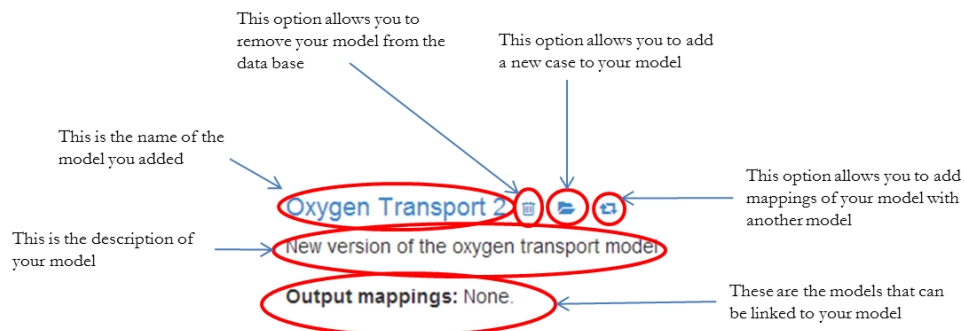 This option allows you to
remove your model from the
data base
This option allows you to add
a new case to your model
This is the name of the
model you added
This option allows you to add
mappings of your model with
another model
Oxygen Transport 2
This is the description of
your model
New version of the oxygen transport model
Output mappings: None.
These are the models that can
be linked to your model